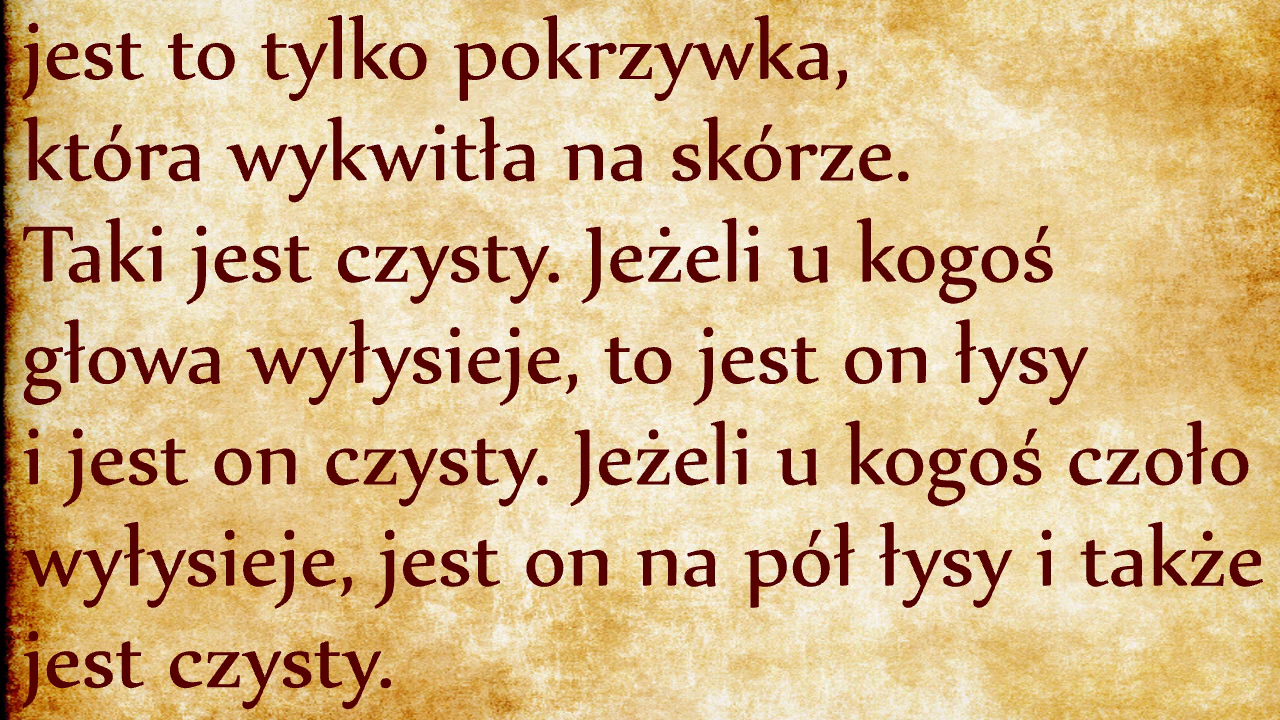 jest to tylko pokrzywka,
która wykwitła na skórze.
Taki jest czysty. Jeżeli u kogoś
głowa wyłysieje, to jest on łysy
i jest on czysty. Jeżeli u kogoś czoło
wyłysieje, jest on na pół łysy i także
jest czysty.